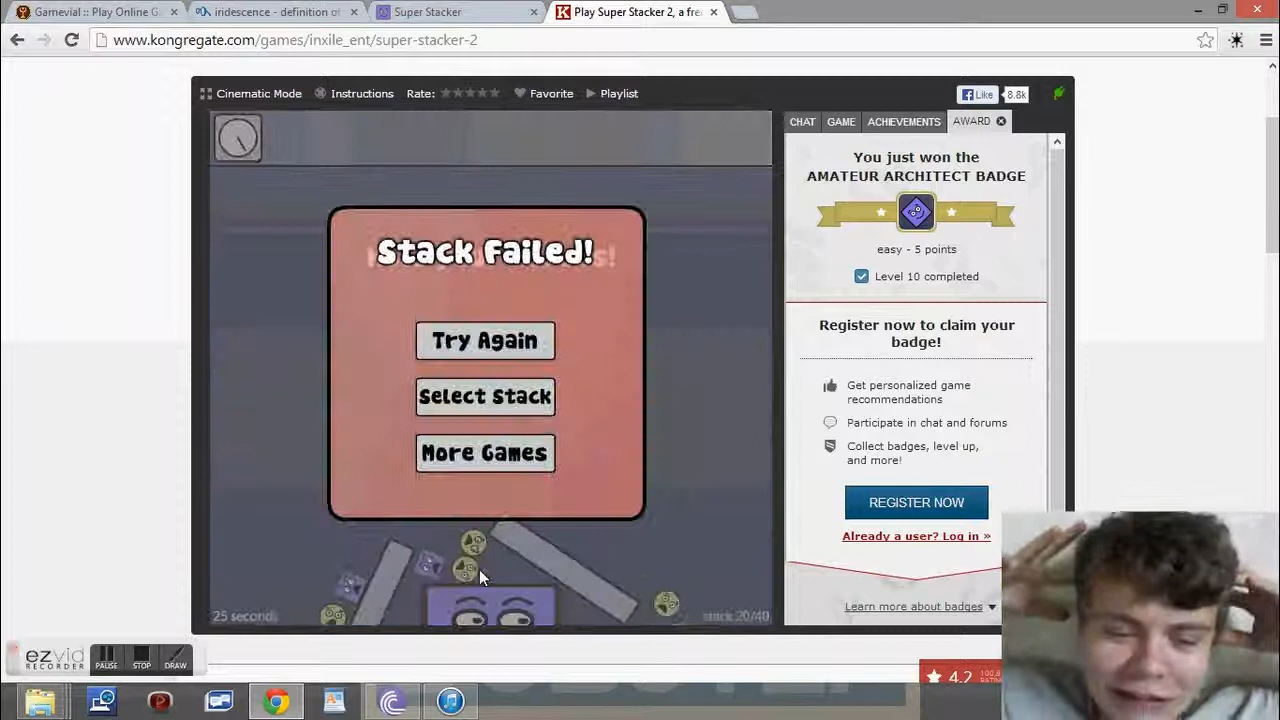 Gamevial :: Play Online G
iridescence - definition of
Super Stacker
Play Super Stacker 2, a fre
www.kongregate.com/games/inxile_ent/super-stacker-2
Cinematic Mode
Instructions
Rate:
Favorite
Playlist
Like
8.8k
CHAT
GAME
ACHIEVEMENTS
AWARD
You just won the
AMATEUR ARCHITECT BADGE
easy - 5 points
Level 10 completed
Register now to claim your
badge!
Get personalized game
recommendations
Participate in chat and forums
Collect badges, level up,
and more!
REGISTER NOW
Already a user? Log in »
Learn more about badges
Stack Failed!
Try Again
Select Stack
More Games
25 seconds
stack 20/40
ezvid
RECORDER
PAUSE
STOP
DRAW
4.2